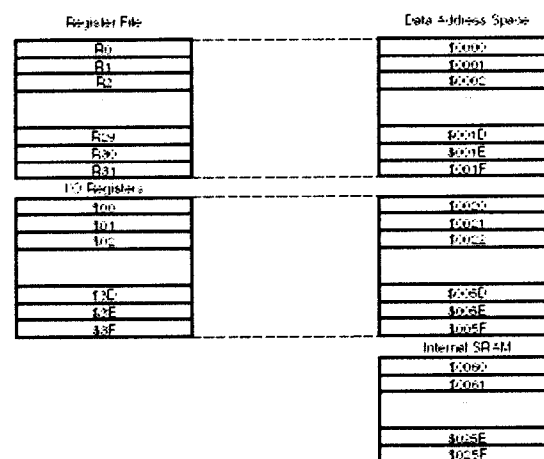 Register File
Data Address Space
R0
$0000
R1
$0001
R2
$0002
...
...
R29
$001D
R30
$001E
R31
$001F
I/O Registers
$00
$0020
$01
$0021
$02
$0022
...
...
$3D
$005D
$3E
$005E
$3F
$005F
Internal SRAM
$0060
$0061
...
$025E
$025F